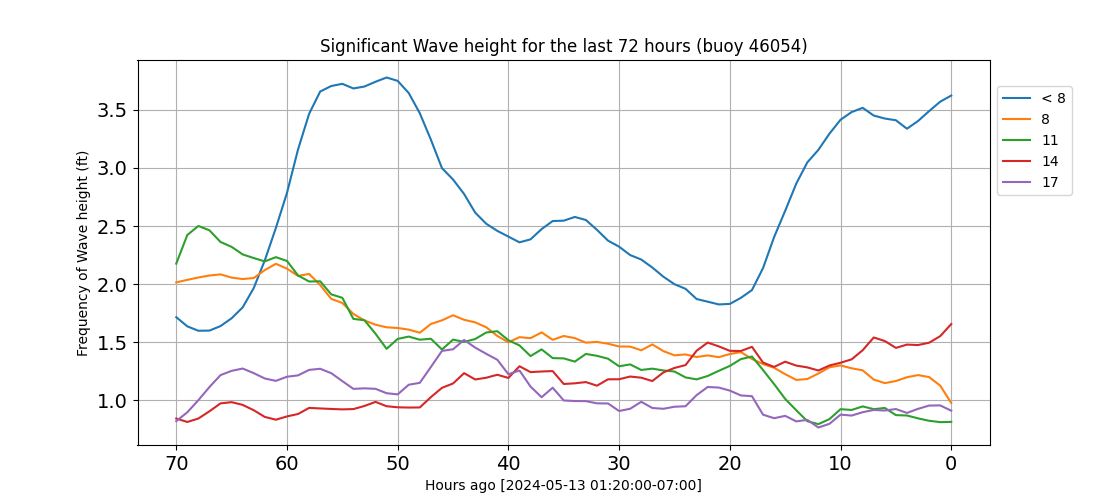 Significant Wave height for the last 72 hours (buoy 46054)
Frequency of Wave height (ft)
3.5
3.0
2.5
2.0
1.5
1.0
70 60 50 40 30 20 10 0
Hours ago [2024-05-13 01:20:00-07:00]
< 8
8
11
14
17